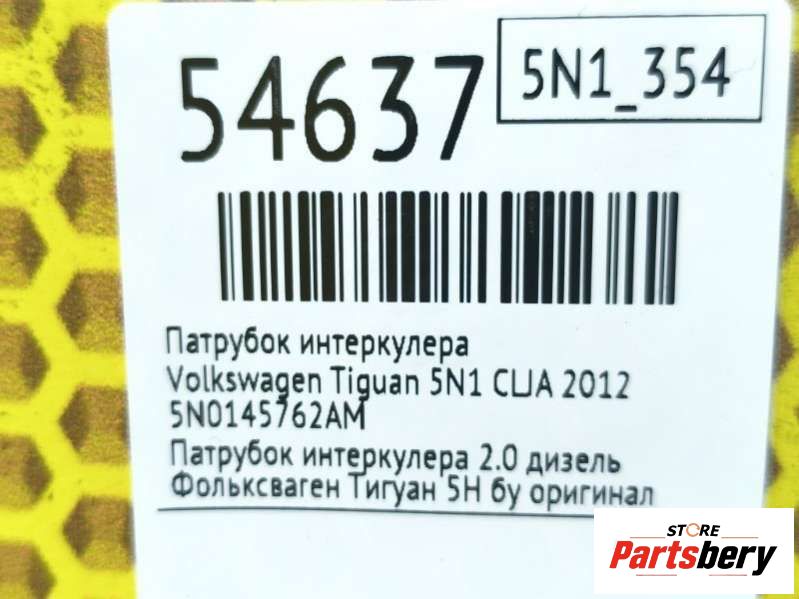 54637
5N1_354
Патрубок интеркулера
Volkswagen Tiguan 5N1 CLJA 2012
5N0145762AM
Патрубок интеркулера 2.0 дизель
Фольксваген Тигуан 5Н бу оригинал
STORE
Partsbery